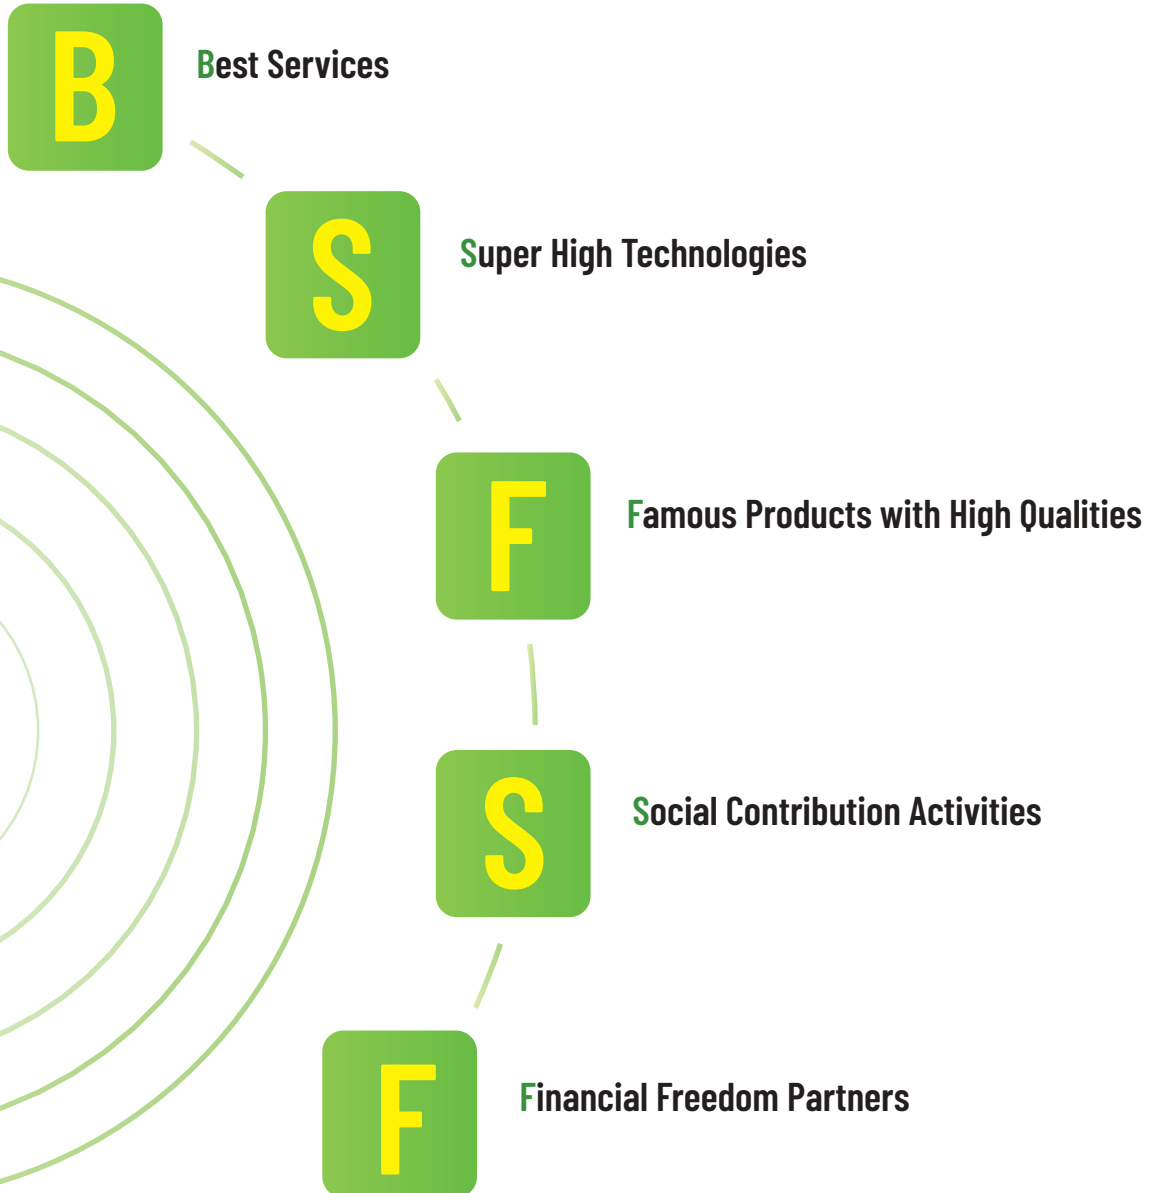 B
Best Services
S
Super High Technologies
F
Famous Products with High Qualities
S
Social Contribution Activities
F
Financial Freedom Partners